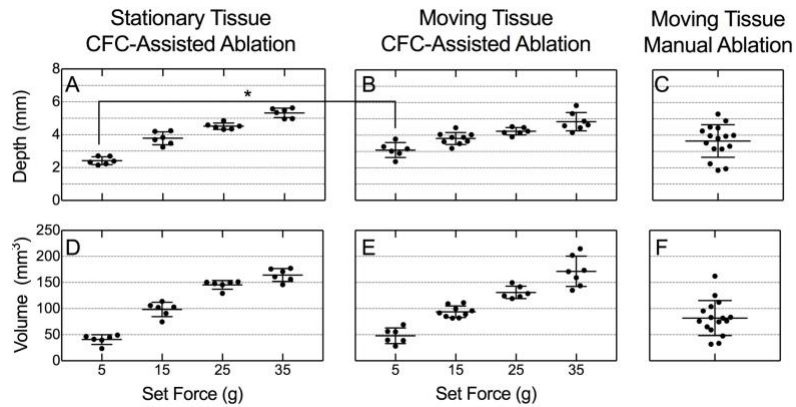 Stationary Tissue
CFC-Assisted Ablation
Moving Tissue
CFC-Assisted Ablation
Moving Tissue
Manual Ablation
A
*
B
C
Depth (mm)
8
6
4
2
0
D
E
F
Volume (mm³)
250
200
150
100
50
0
5 15 25 35
Set Force (g)
5 15 25 35
Set Force (g)